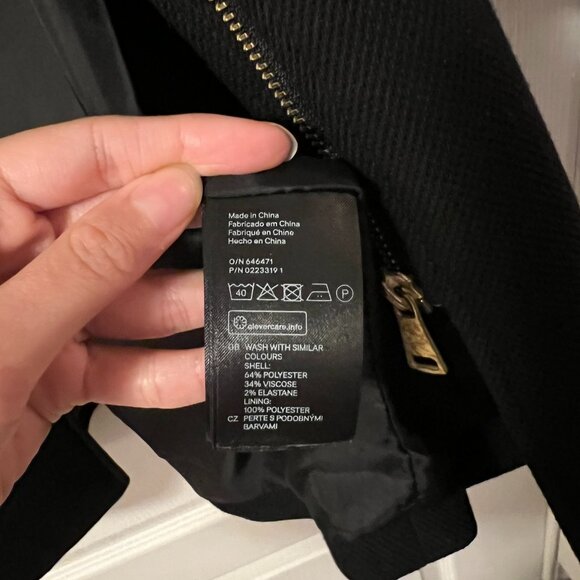 Made in China
Fabricado em China
Fabriqué en Chine
Hecho en China
O/N 646471
P/N 0223319 1
40 P
clevercare.info
GB WASH WITH SIMILAR
COLOURS
SHELL:
64% POLYESTER
34% VISCOSE
2% ELASTANE
LINING:
100% POLYESTER
CZ PERTE S PODOBNÝMI
BARVAMI